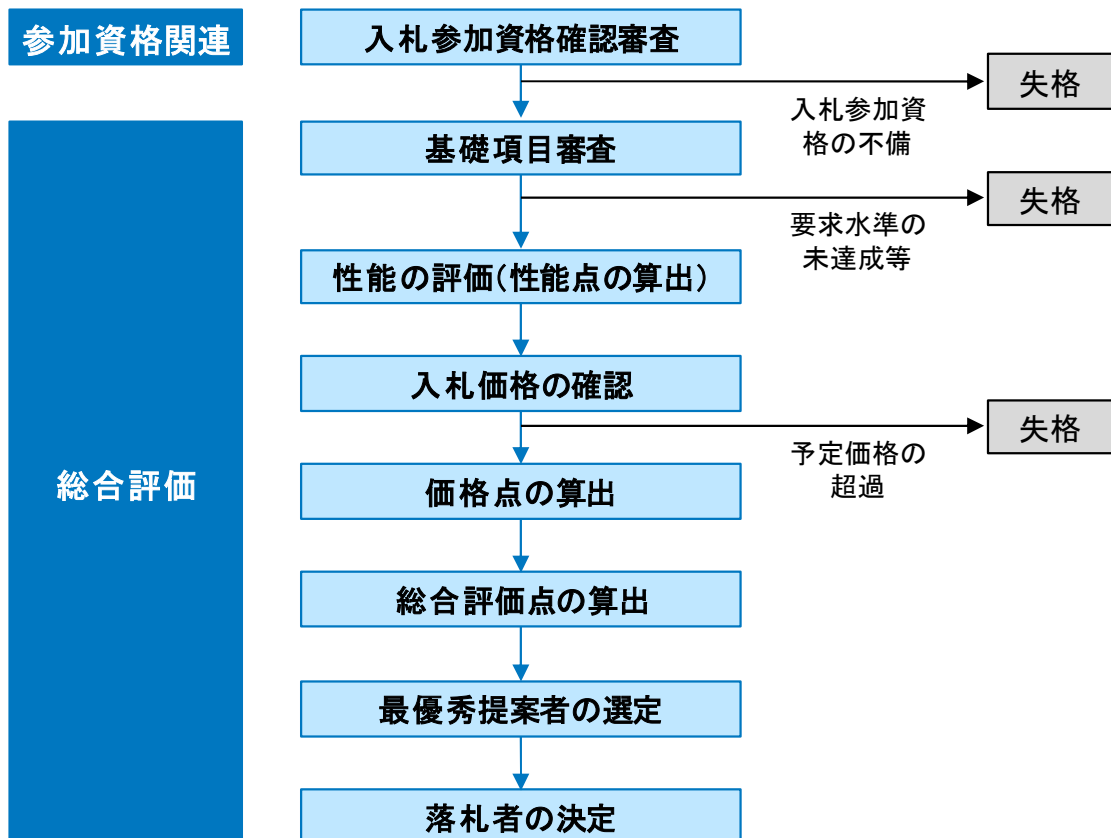 参加資格関連
入札参加資格確認審査
失格
入札参加資
格の不備
基礎項目審査
失格
要求水準の
未達成等
性能の評価(性能点の算出)
入札価格の確認
失格
予定価格の
超過
総合評価
価格点の算出
総合評価点の算出
最優秀提案者の選定
落札者の決定